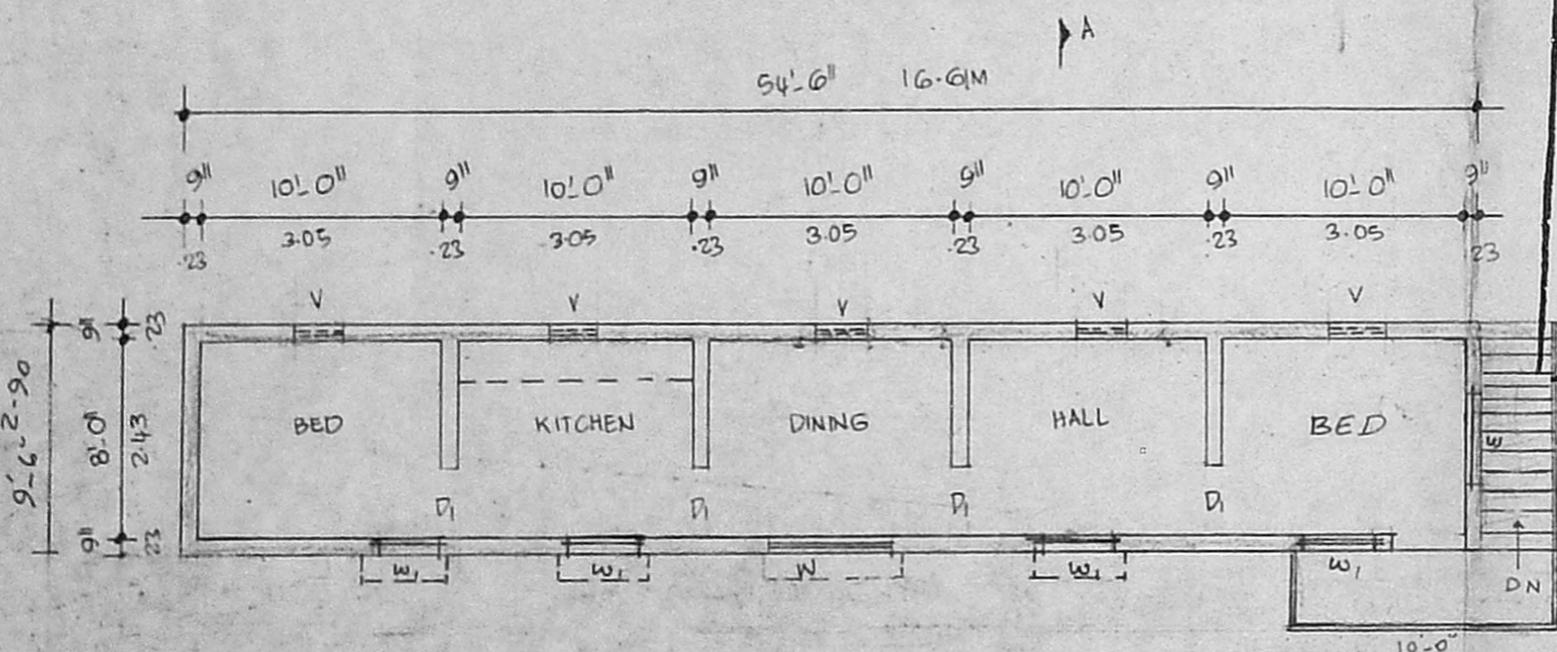 A
54'-6" 16.61M
9" 10'-0" 9" 10'-0" 9" 10'-0" 9" 10'-0" 9" 10'-0" 9"
.23 3.05 .23 3.05 .23 3.05 .23 3.05 .23 3.05 23
V V V V V
9'-6" 2.90
9" 8'-0" 9"
23 2.43 23
BED KITCHEN DINING HALL BED
W
D1 D1 D1 D1
W1 W1 W W1 W1
DN
10'-0"